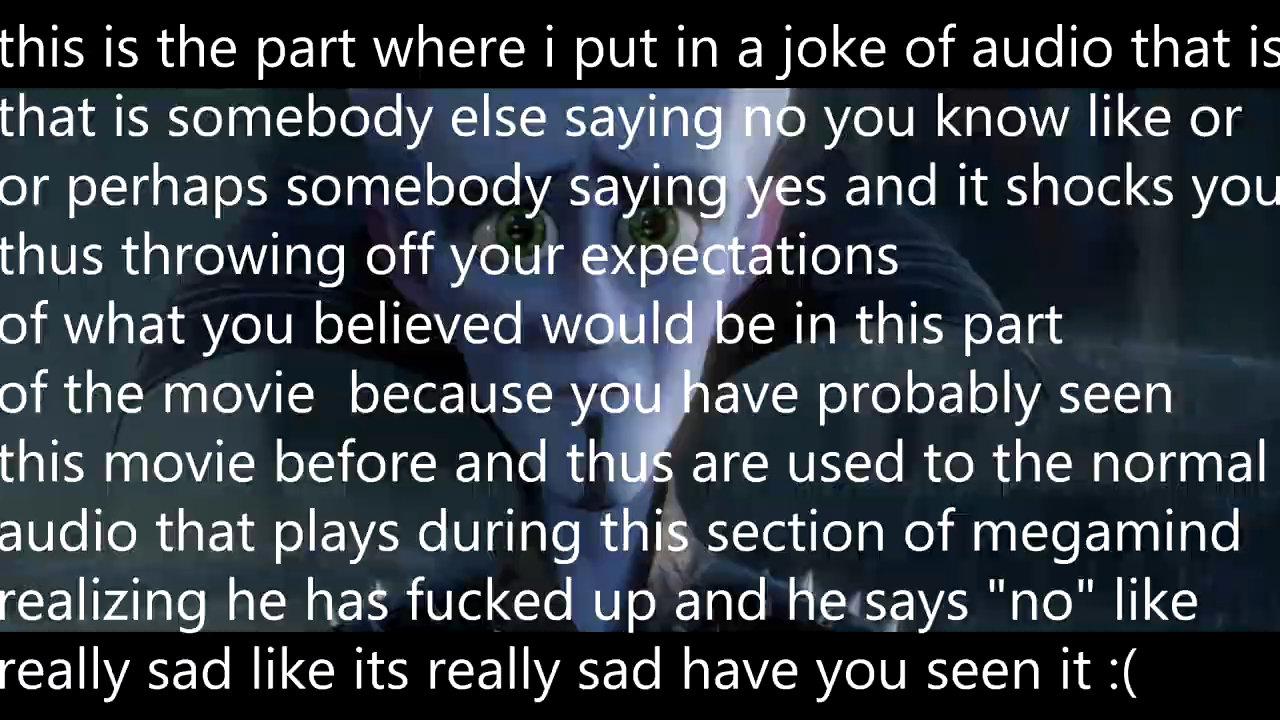 this is the part where i put in a joke of audio that is
that is somebody else saying no you know like or
or perhaps somebody saying yes and it shocks you
thus throwing off your expectations
of what you believed would be in this part
of the movie  because you have probably seen
this movie before and thus are used to the normal
audio that plays during this section of megamind
realizing he has fucked up and he says "no" like
really sad like its really sad have you seen it :(